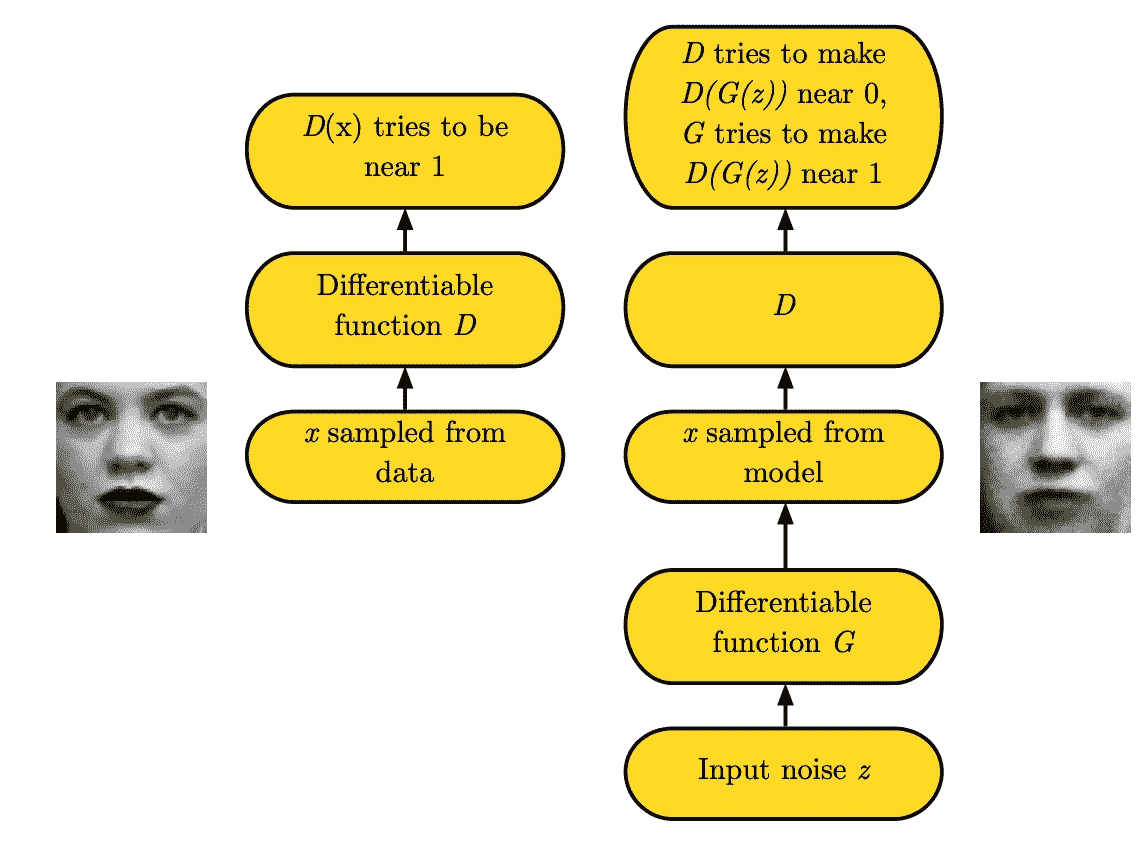 D(x) tries to be
near 1
Differentiable
function D
x sampled from
data
D tries to make
D(G(z)) near 0,
G tries to make
D(G(z)) near 1
D
x sampled from
model
Differentiable
function G
Input noise z